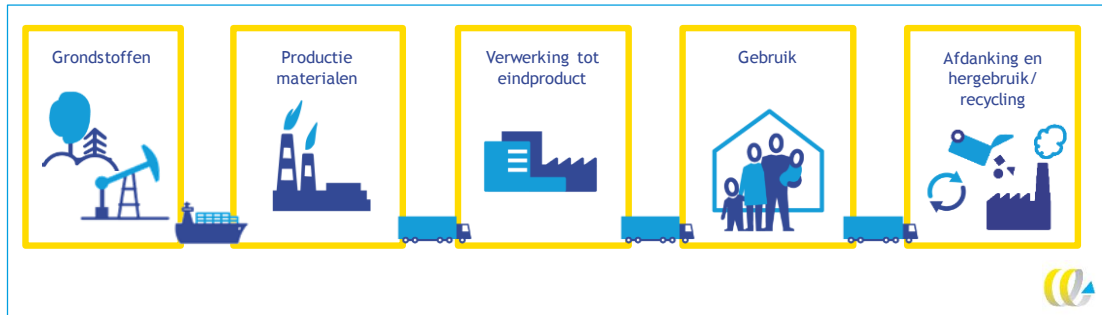 Grondstoffen
Productie
materialen
Verwerking tot
eindproduct
Gebruik
Afdanking en
hergebruik/
recycling